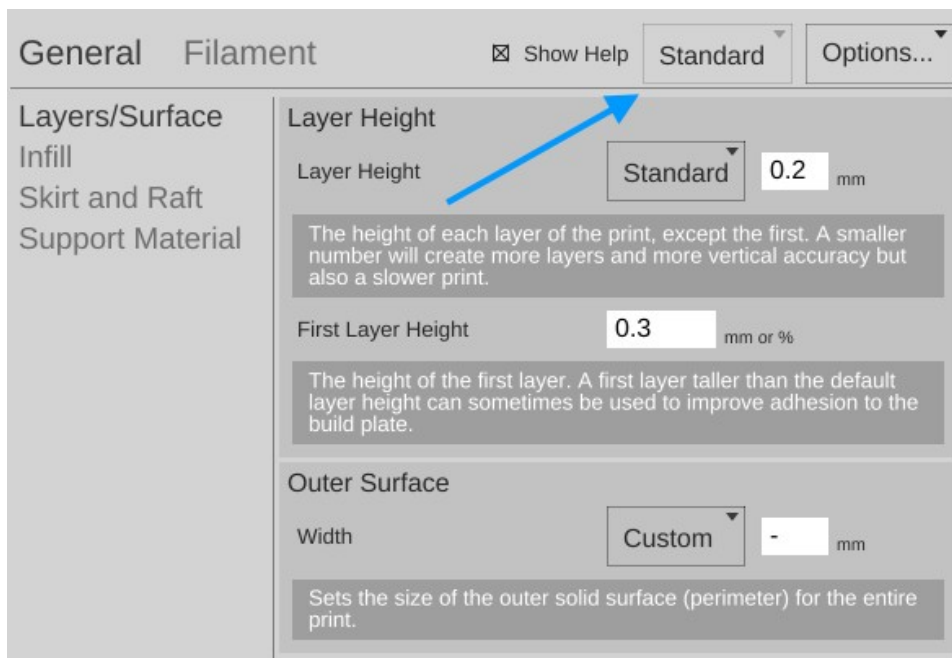 General Filament Show Help Standard Options...
Layers/Surface
Infill
Skirt and Raft
Support Material
Layer Height
Layer Height Standard 0.2 mm
The height of each layer of the print, except the first. A smaller
number will create more layers and more vertical accuracy but
also a slower print.
First Layer Height 0.3 mm or %
The height of the first layer. A first layer taller than the default
layer height can sometimes be used to improve adhesion to the
build plate.
Outer Surface
Width Custom - mm
Sets the size of the outer solid surface (perimeter) for the entire
print.